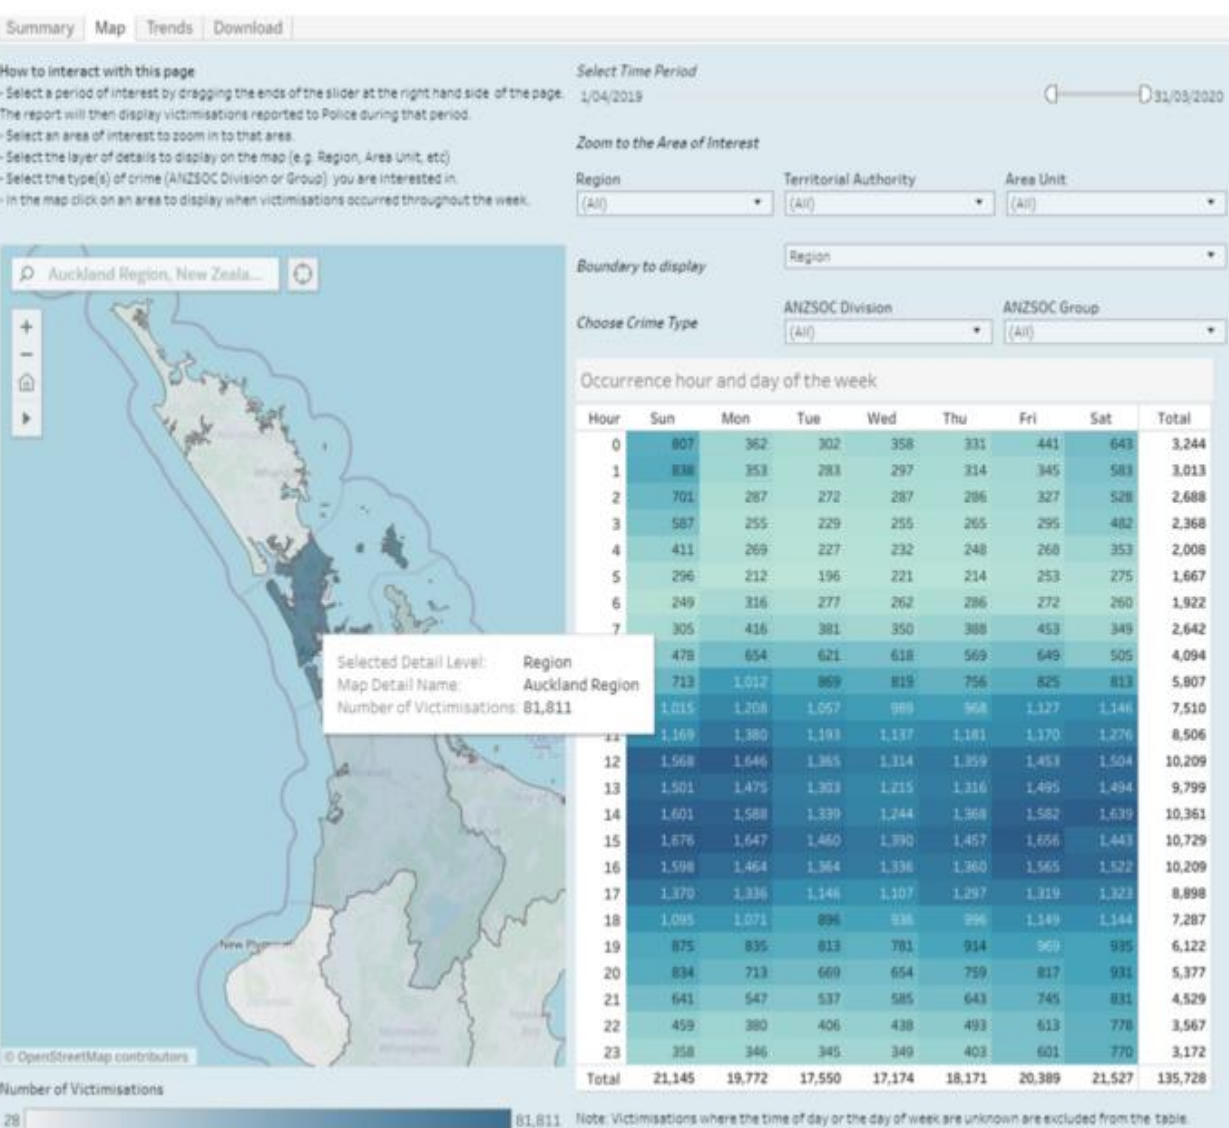 Summary Map Trends Download
How to interact with this page
- Select a period of interest by dragging the ends of the slider at the right hand side of the page.
The report will then display victimisations reported to Police during that period.
- Select an area of interest to zoom in to that area.
- Select the layer of details to display on the map (e.g. Region, Area Unit, etc)
- Select the type(s) of crime (ANZSOC Division or Group) you are interested in.
- In the map click on an area to display when victimisations occurred throughout the week.
Select Time Period
1/04/2019 31/03/2020
Zoom to the Area of Interest
Region Territorial Authority Area Unit
(All) (All) (All)
Boundary to display Region
ANZSOC Division ANZSOC Group
Choose Crime Type (All) (All)
Auckland Region, New Zeala...
Selected Detail Level: Region
Map Detail Name: Auckland Region
Number of Victimisations: 81,811
New
© OpenStreetMap contributors
Number of Victimisations
28 81,811
Occurrence hour and day of the week
Hour Sun Mon Tue Wed Thu Fri Sat Total
0 807 362 302 358 331 441 643 3,244
1 838 353 283 297 314 345 583 3,013
2 701 287 272 287 286 327 528 2,688
3 587 255 229 255 265 295 482 2,368
4 411 269 227 232 248 268 353 2,008
5 296 212 196 221 214 253 275 1,667
6 249 316 277 262 286 272 260 1,922
7 305 416 381 350 388 453 349 2,642
478 654 621 618 569 649 505 4,094
713 1,012 869 819 756 825 813 5,807
1,015 1,208 1,057 989 968 1,127 1,146 7,510
11 1,169 1,380 1,193 1,137 1,181 1,170 1,276 8,506
12 1,568 1,646 1,365 1,314 1,359 1,453 1,504 10,209
13 1,501 1,475 1,303 1,215 1,316 1,495 1,494 9,799
14 1,601 1,588 1,339 1,244 1,368 1,582 1,639 10,361
15 1,676 1,647 1,460 1,390 1,457 1,656 1,443 10,729
16 1,598 1,464 1,364 1,336 1,360 1,565 1,522 10,209
17 1,370 1,336 1,146 1,107 1,297 1,319 1,323 8,898
18 1,095 1,071 896 936 996 1,149 1,144 7,287
19 875 835 813 781 914 969 935 6,122
20 834 713 669 654 759 817 931 5,377
21 641 547 537 585 643 745 831 4,529
22 459 380 406 438 493 613 778 3,567
23 358 346 345 349 403 601 770 3,172
Total 21,145 19,772 17,550 17,174 18,171 20,389 21,527 135,728
Note: Victimisations where the time of day or the day of week are unknown are excluded from the table.